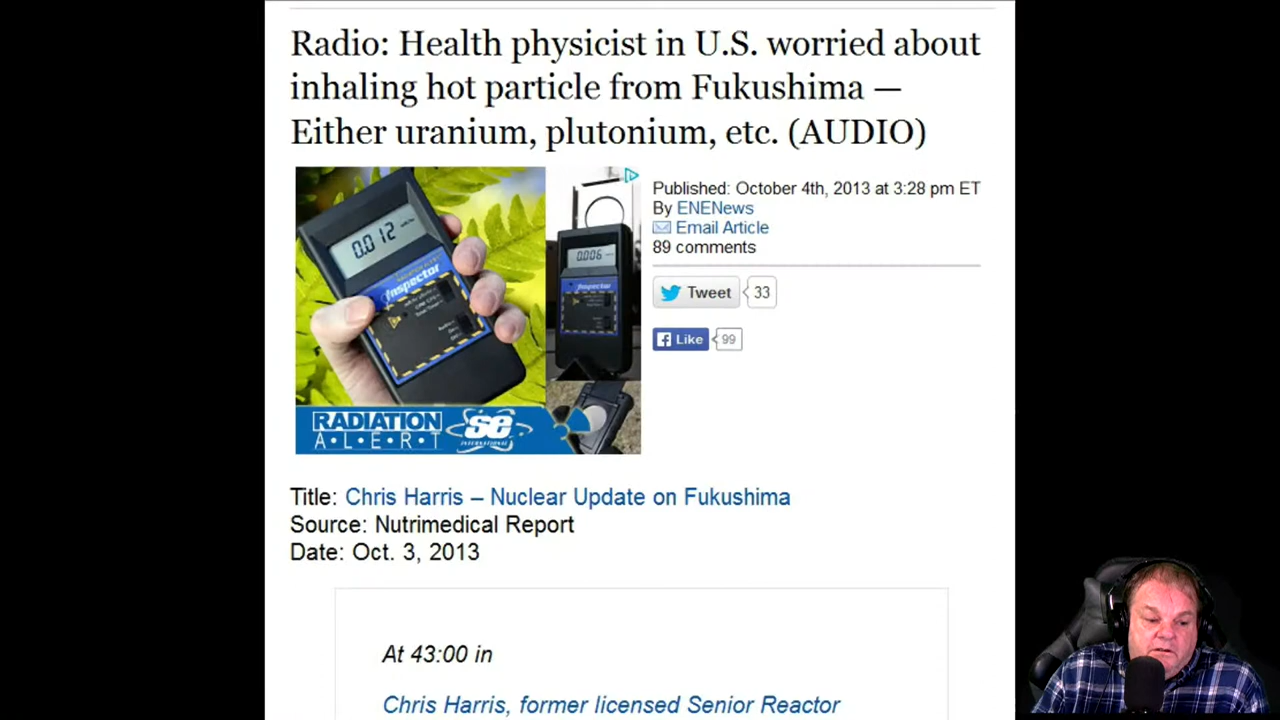 Radio: Health physicist in U.S. worried about
inhaling hot particle from Fukushima —
Either uranium, plutonium, etc. (AUDIO)
0.012
Inspector
0.006
Inspector
RADIATION
A•L•E•R•T
se
INTERNATIONAL
Published: October 4th, 2013 at 3:28 pm ET
By ENENews
Email Article
89 comments
Tweet 33
Like 99
Title: Chris Harris – Nuclear Update on Fukushima
Source: Nutrimedical Report
Date: Oct. 3, 2013
At 43:00 in
Chris Harris, former licensed Senior Reactor